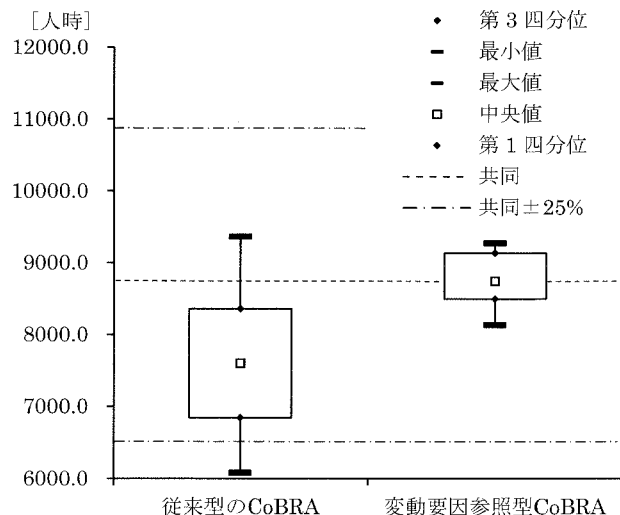 [人時]
12000.0
11000.0
10000.0
9000.0
8000.0
7000.0
6000.0
第3四分位
最小値
最大値
中央値
第1四分位
共同
共同±25%
従来型のCoBRA
変動要因参照型CoBRA